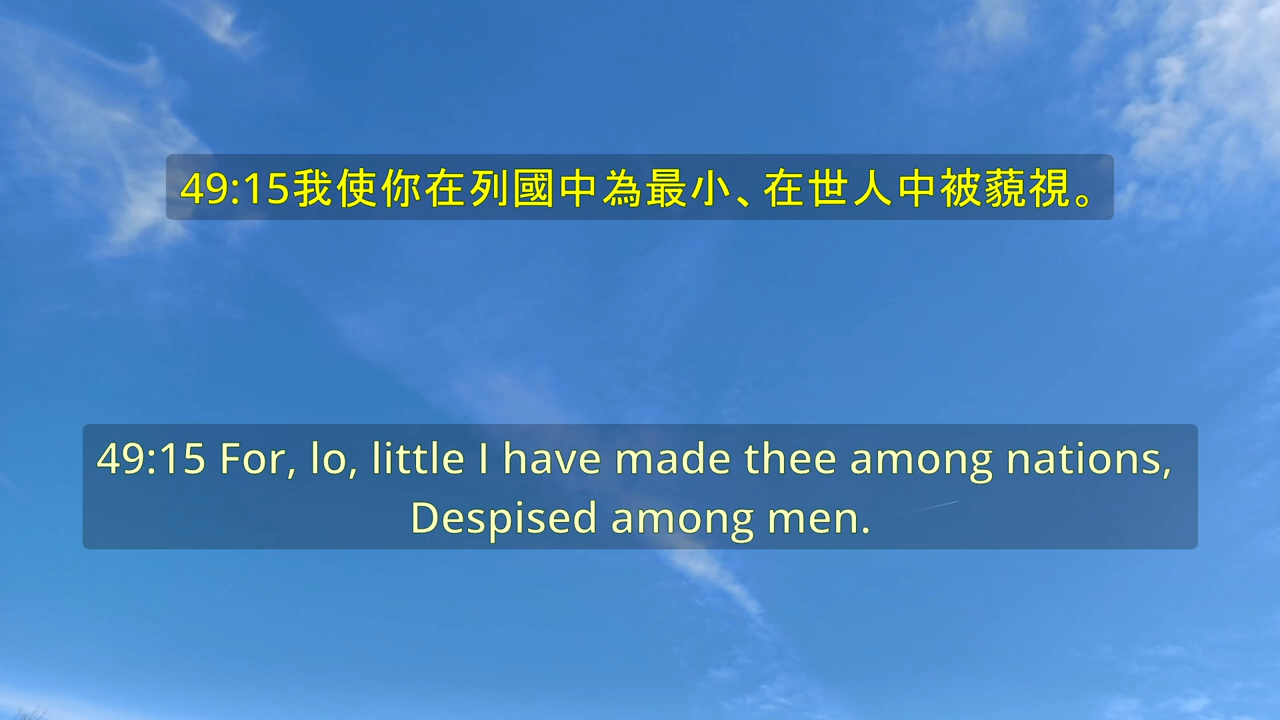 49:15我使你在列國中為最小、在世人中被藐視。
49:15 For, lo, little I have made thee among nations,
Despised among men.